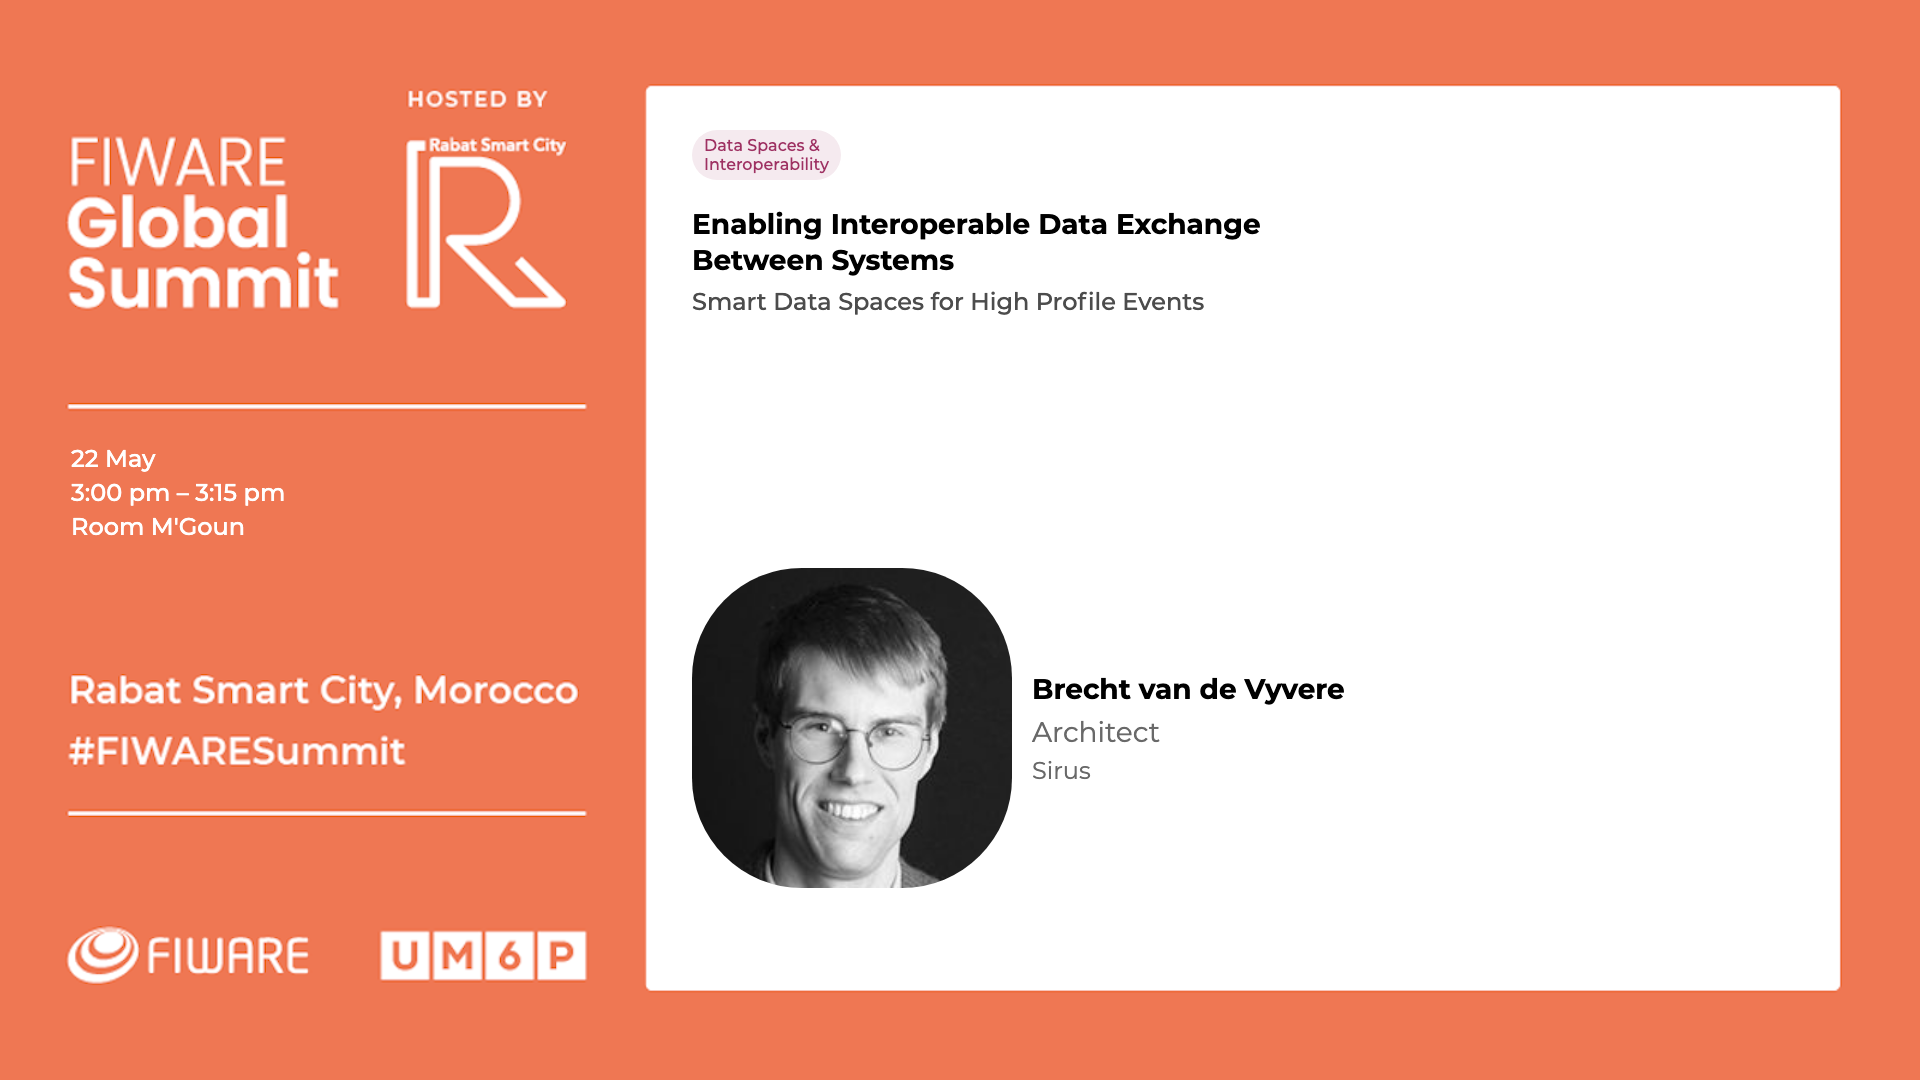 HOSTED BY
FIWARE
Global
Summit
Rabat Smart City
R
22 May
3:00 pm – 3:15 pm
Room M'Goun
Rabat Smart City, Morocco
#FIWARESummit
FIWARE
UM6P
Data Spaces &
Interoperability
Enabling Interoperable Data Exchange
Between Systems
Smart Data Spaces for High Profile Events
Brecht van de Vyvere
Architect
Sirus